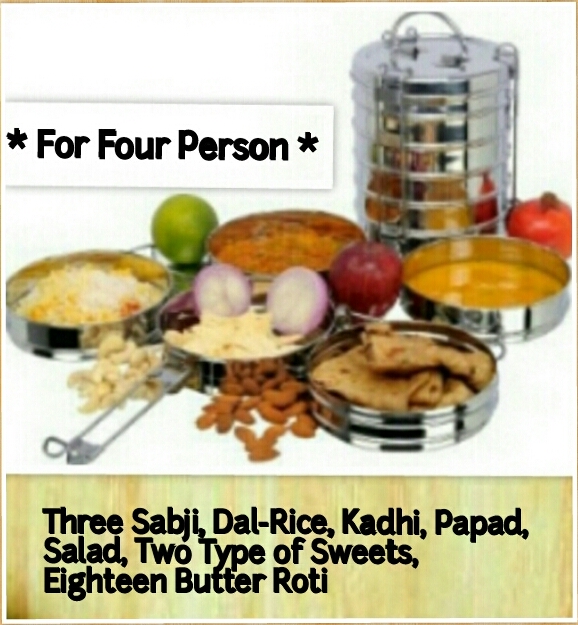 * For Four Person *
Three Sabji, Dal-Rice, Kadhi, Papad,
Salad, Two Type of Sweets,
Eighteen Butter Roti